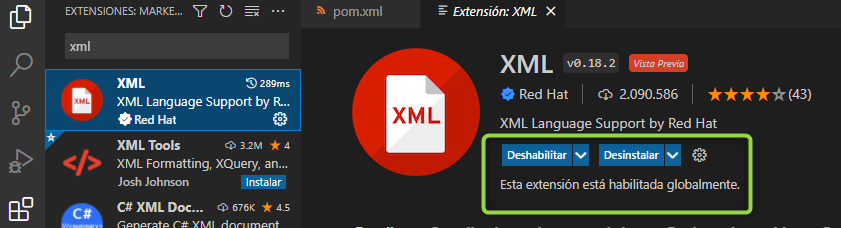 EXTENSIONES: MARKE...
xml
XML
289ms
XML Language Support by R...
Red Hat
XML Tools
3.2M
4
XML Formatting, XQuery, an...
Josh Johnson
Instalar
C# XML Doc...
676K
4.5
Generate C# XML document
pom.xml
Extensión: XML
XML
XML
v0.18.2
Vista Previa
Red Hat
2.090.586
(43)
XML Language Support by Red Hat
Deshabilitar
Desinstalar
Esta extensión está habilitada globalmente.